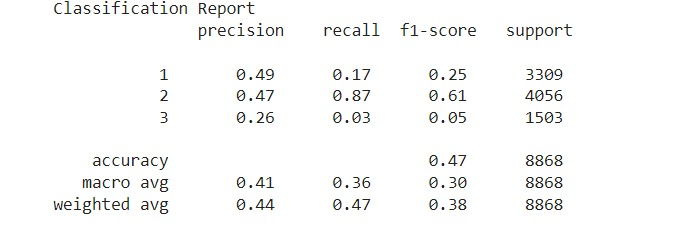 Classification Report
precision recall f1-score support
1 0.49 0.17 0.25 3309
2 0.47 0.87 0.61 4056
3 0.26 0.03 0.05 1503
accuracy 0.47 8868
macro avg 0.41 0.36 0.30 8868
weighted avg 0.44 0.47 0.38 8868